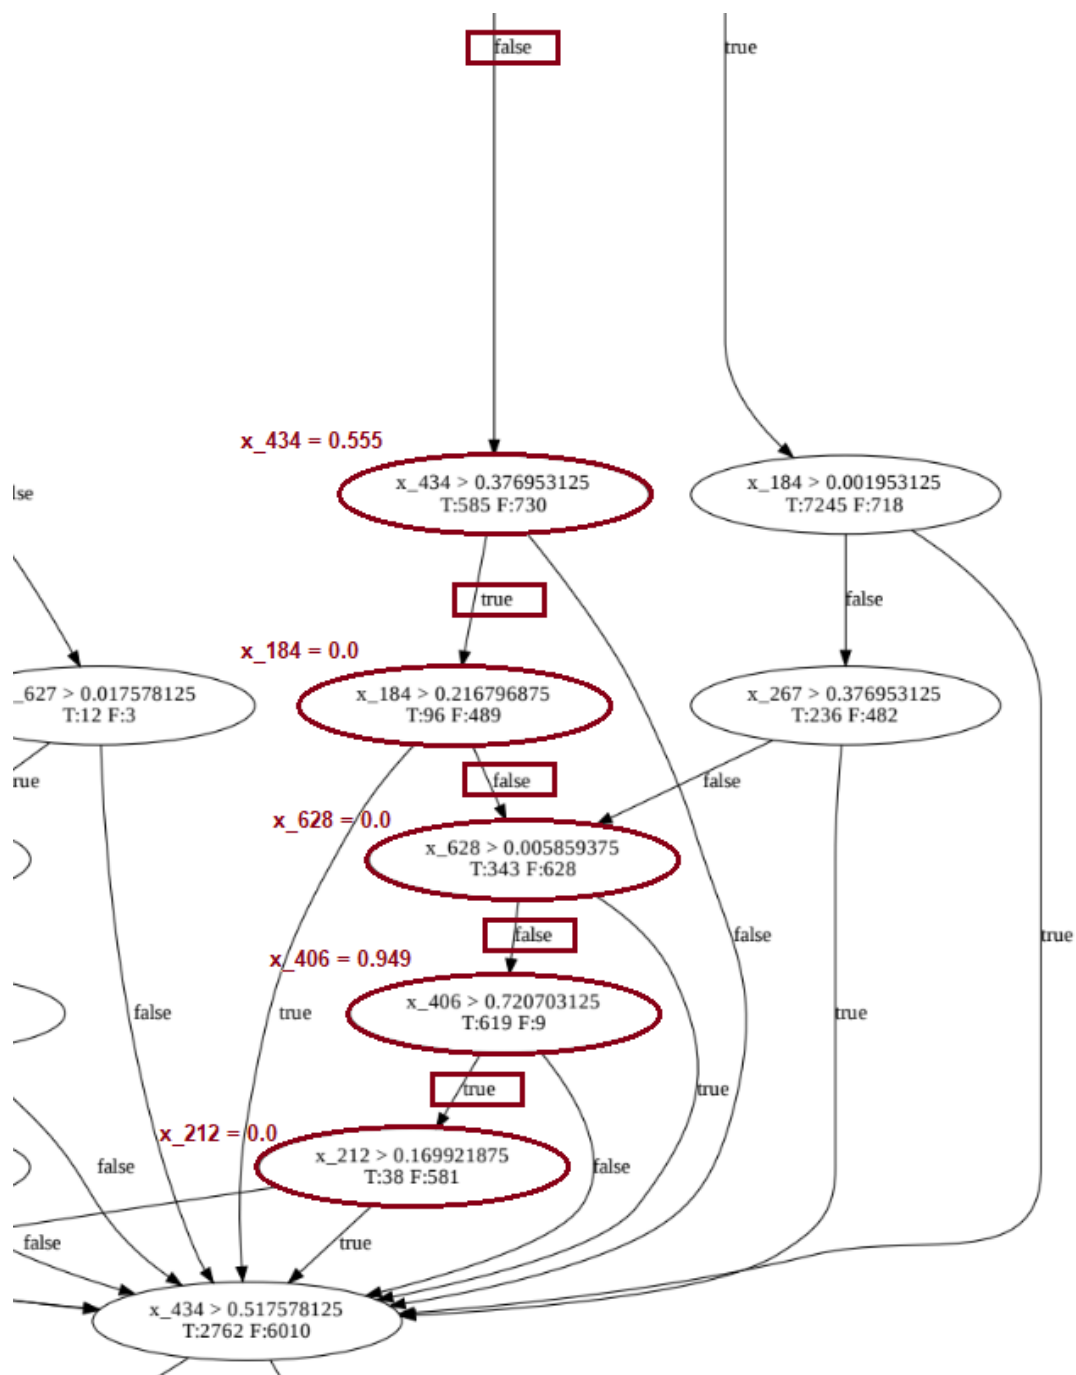 false
true
x_434 = 0.555
x_434 > 0.376953125
T:585 F:730
x_184 > 0.001953125
T:7245 F:718
lse
true
false
x_184 = 0.0
_627 > 0.017578125
T:12 F:3
x_184 > 0.216796875
T:96 F:489
x_267 > 0.376953125
T:236 F:482
rue
false
false
x_628 = 0.0
x_628 > 0.005859375
T:343 F:628
false
false
true
x_406 = 0.949
x_406 > 0.720703125
T:619 F:9
false
true
true
true
true
x_212 = 0.0
x_212 > 0.169921875
T:38 F:581
false
false
false
true
x_434 > 0.517578125
T:2762 F:6010